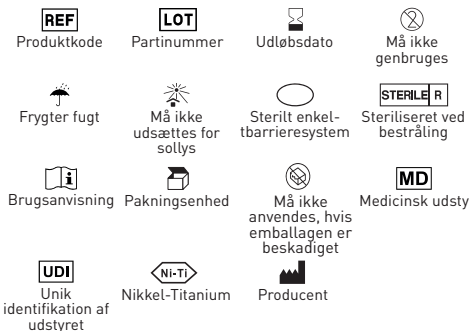 REF
Produktkode
LOT
Partinummer
Udløbsdato
2
Må ikke
genbruges
Frygter fugt
Må ikke
udsættes for
sollys
Sterilt enkel-
tbarrieresystem
STERILE R
Steriliseret ved
bestråling
i
Brugsanvisning
Pakningsenhed
Må ikke
anvendes, hvis
emballagen er
beskadiget
MD
Medicinsk udsty
UDI
Unik
identifikation af
udstyret
Ni-Ti
Nikkel-Titanium
Producent